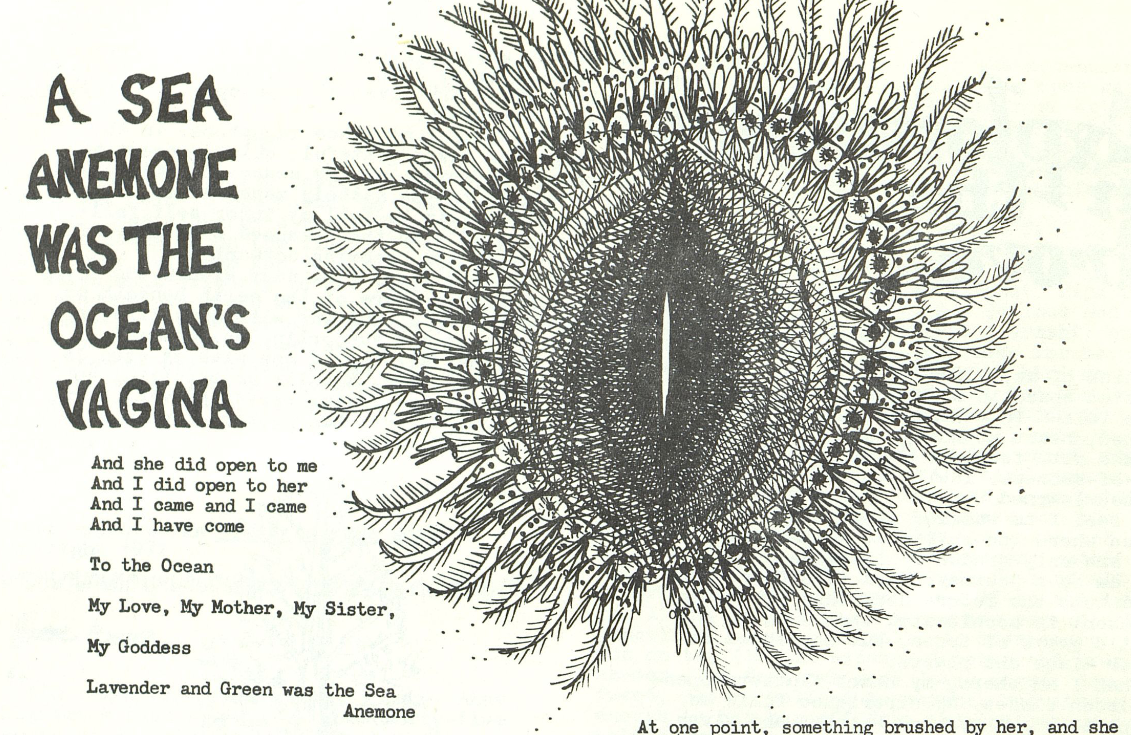 A SEA
ANEMONE
WAS THE
OCEAN'S
VAGINA
And she did open to me
And I did open to her
And I came and I came
And I have come
To the Ocean
My Love, My Mother, My Sister,
My Goddess
Lavender and Green was the Sea
Anemone
At one point, something brushed by her, and she